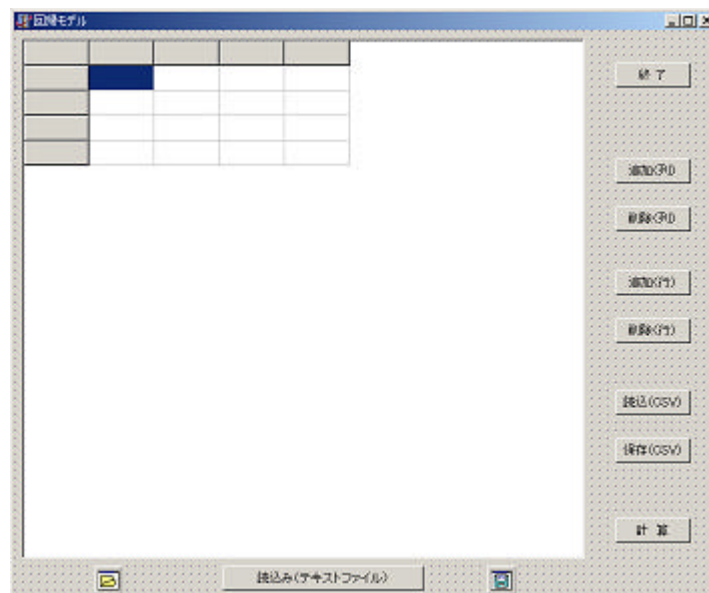 回帰モデル
終 了
追加(列)
削除(列)
追加(行)
削除(行)
読込(CSV)
保存(CSV)
計 算
読込み(テキストファイル)